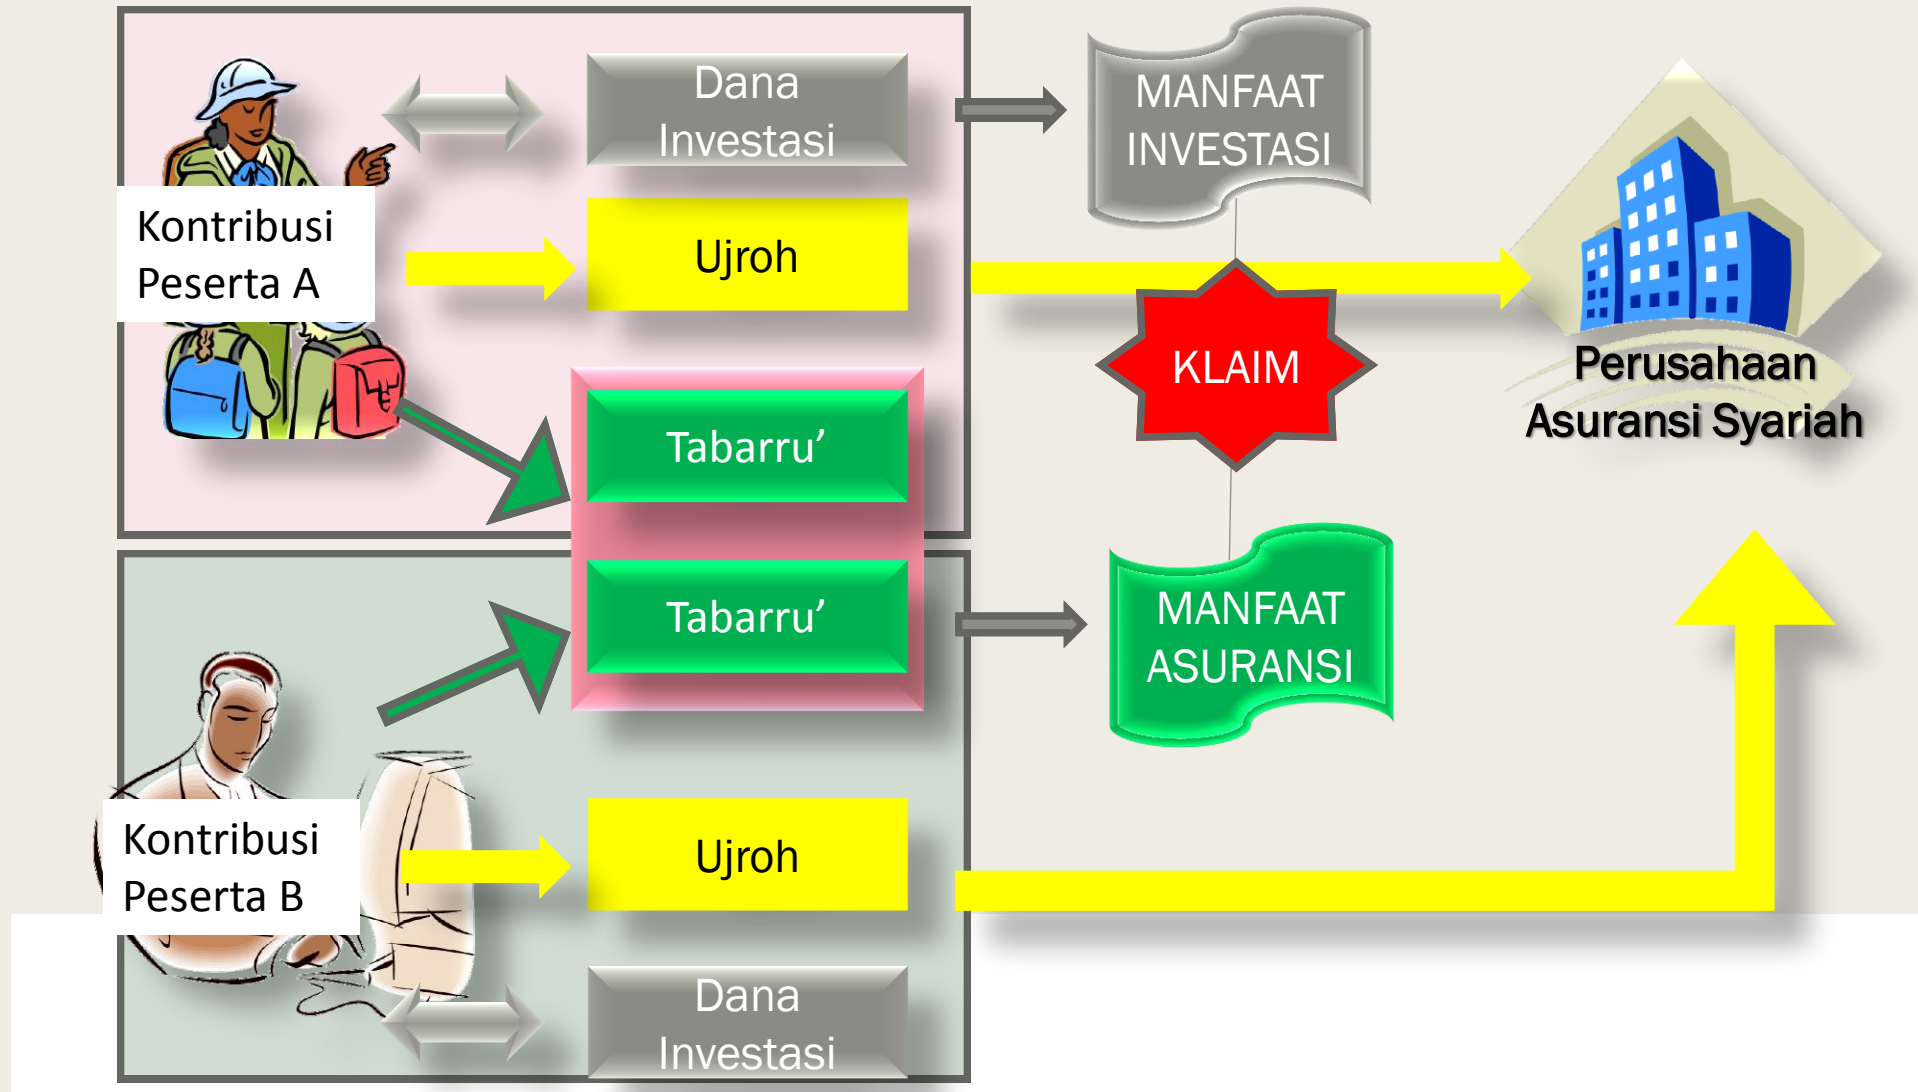 Dana
Investasi
MANFAAT
INVESTASI
Kontribusi
Peserta A
Ujroh
KLAIM
Perusahaan
Asuransi Syariah
Tabarru’
Tabarru’
MANFAAT
ASURANSI
Kontribusi
Peserta B
Ujroh
Dana
Investasi